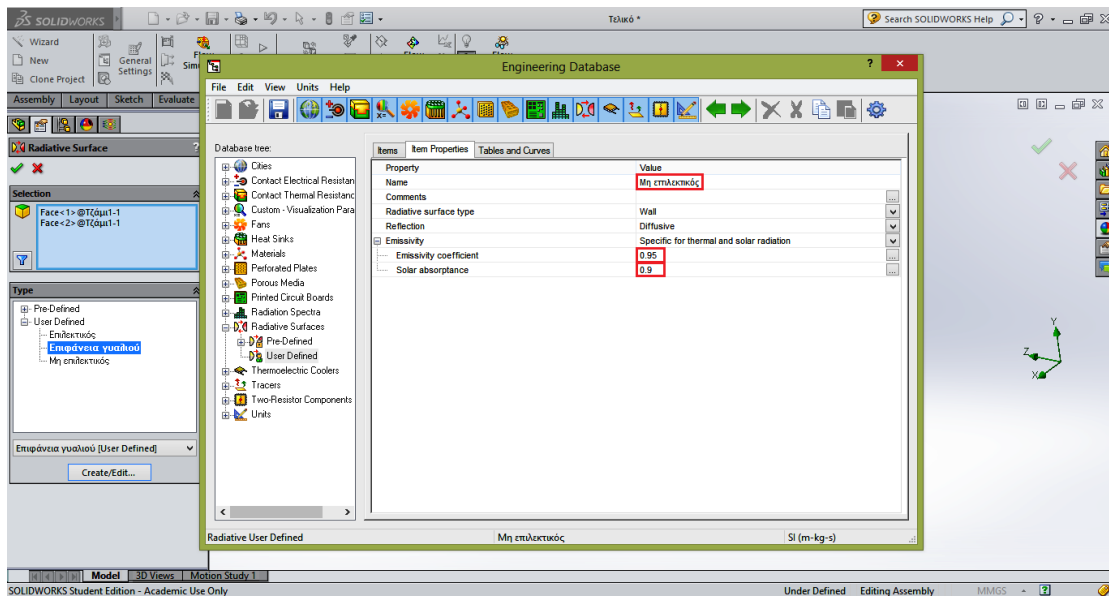 SOLIDWORKS
Τελικό *
Search SOLIDWORKS Help
Wizard
New
Clone Project
General Settings
Assembly
Layout
Sketch
Evaluate
Radiative Surface
?
Selection
Face<1>@Τζάμι1-1
Face<2>@Τζάμι1-1
Type
Pre-Defined
User Defined
Επιλεκτικός
Επιφάνεια γυαλιού
Μη επιλεκτικός
Επιφάνεια γυαλιού [User Defined]
Create/Edit...
Engineering Database
? ×
File Edit View Units Help
Database tree:
Cities
Contact Electrical Resistan
Contact Thermal Resistanc
Custom - Visualization Para
Fans
Heat Sinks
Materials
Perforated Plates
Porous Media
Printed Circuit Boards
Radiation Spectra
Radiative Surfaces
Pre-Defined
User Defined
Thermoelectric Coolers
Tracers
Two-Resistor Components
Units
Items
Item Properties
Tables and Curves
Property Value
Name Μη επιλεκτικός
Comments
Radiative surface type Wall
Reflection Diffusive
Emissivity Specific for thermal and solar radiation
Emissivity coefficient 0.95
Solar absorptance 0.9
Radiative User Defined Μη επιλεκτικός SI (m-kg-s)
Y
Z
X
Model
3D Views
Motion Study 1
SOLIDWORKS Student Edition - Academic Use Only
Under Defined Editing Assembly MMGS